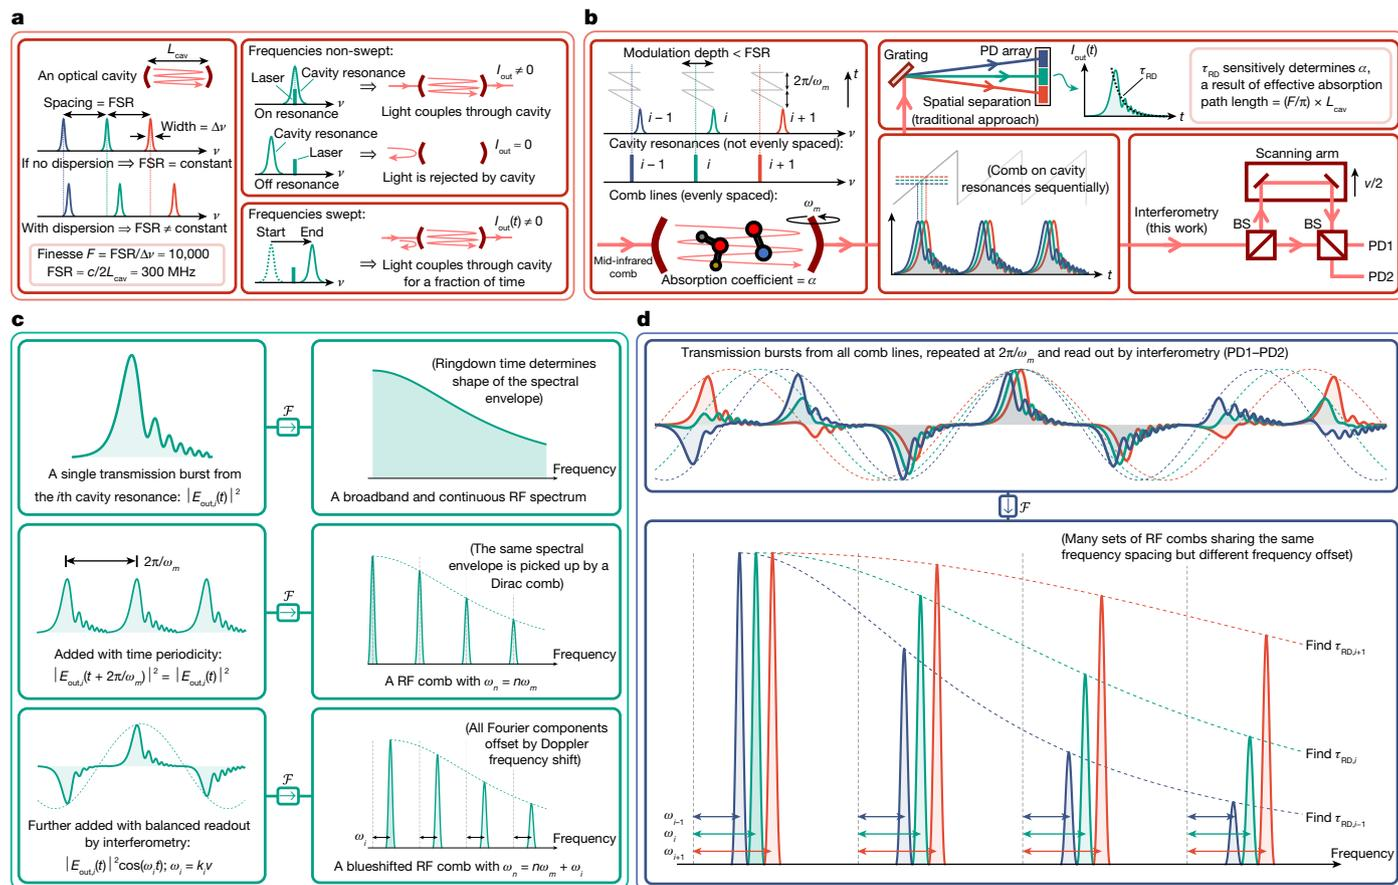 a
L_cav
An optical cavity
Spacing = FSR
Width = Δν
ν
If no dispersion ⇒ FSR = constant
ν
With dispersion ⇒ FSR ≠ constant
Finesse F = FSR/Δν = 10,000
FSR = c/2L_cav = 300 MHz
Frequencies non-swept:
Laser
Cavity resonance
I_out ≠ 0
⇒
ν
On resonance
Light couples through cavity
Cavity resonance
Laser
I_out = 0
⇒
ν
Off resonance
Light is rejected by cavity
Frequencies swept:
Start
End
I_out(t) ≠ 0
ν
⇒ Light couples through cavity
for a fraction of time
b
Modulation depth < FSR
2π/ω_m
t
i − 1
i
i + 1
ν
Cavity resonances (not evenly spaced):
i − 1
i
i + 1
ν
Comb lines (evenly spaced):
ω_m
Mid-infrared
comb
Absorption coefficient = α
Grating
PD array
Spatial separation
(traditional approach)
I_out(t)
τ_RD
t
τ_RD sensitively determines α,
a result of effective absorption
path length = (F/π) × L_cav
(Comb on cavity
resonances sequentially)
t
Interferometry
(this work)
Scanning arm
v/2
BS
BS
PD1
PD2
c
A single transmission burst from
the ith cavity resonance: |E_out,i(t)|²
ℱ
→
(Ringdown time determines
shape of the spectral
envelope)
Frequency
A broadband and continuous RF spectrum
2π/ω_m
Added with time periodicity:
|E_out,i(t + 2π/ω_m)|² = |E_out,i(t)|²
ℱ
→
(The same spectral
envelope is picked up by a
Dirac comb)
Frequency
A RF comb with ω_n = nω_m
Further added with balanced readout
by interferometry:
|E_out,i(t)|²cos(ω_i t); ω_i = k_i v
ℱ
→
(All Fourier components
offset by Doppler
frequency shift)
ω_i
Frequency
A blueshifted RF comb with ω_n = nω_m + ω_i
d
Transmission bursts from all comb lines, repeated at 2π/ω_m and read out by interferometry (PD1–PD2)
↓ ℱ
(Many sets of RF combs sharing the same
frequency spacing but different frequency offset)
Find τ_RD,i+1
Find τ_RD,i
Find τ_RD,i−1
ω_i−1
ω_i
ω_i+1
Frequency